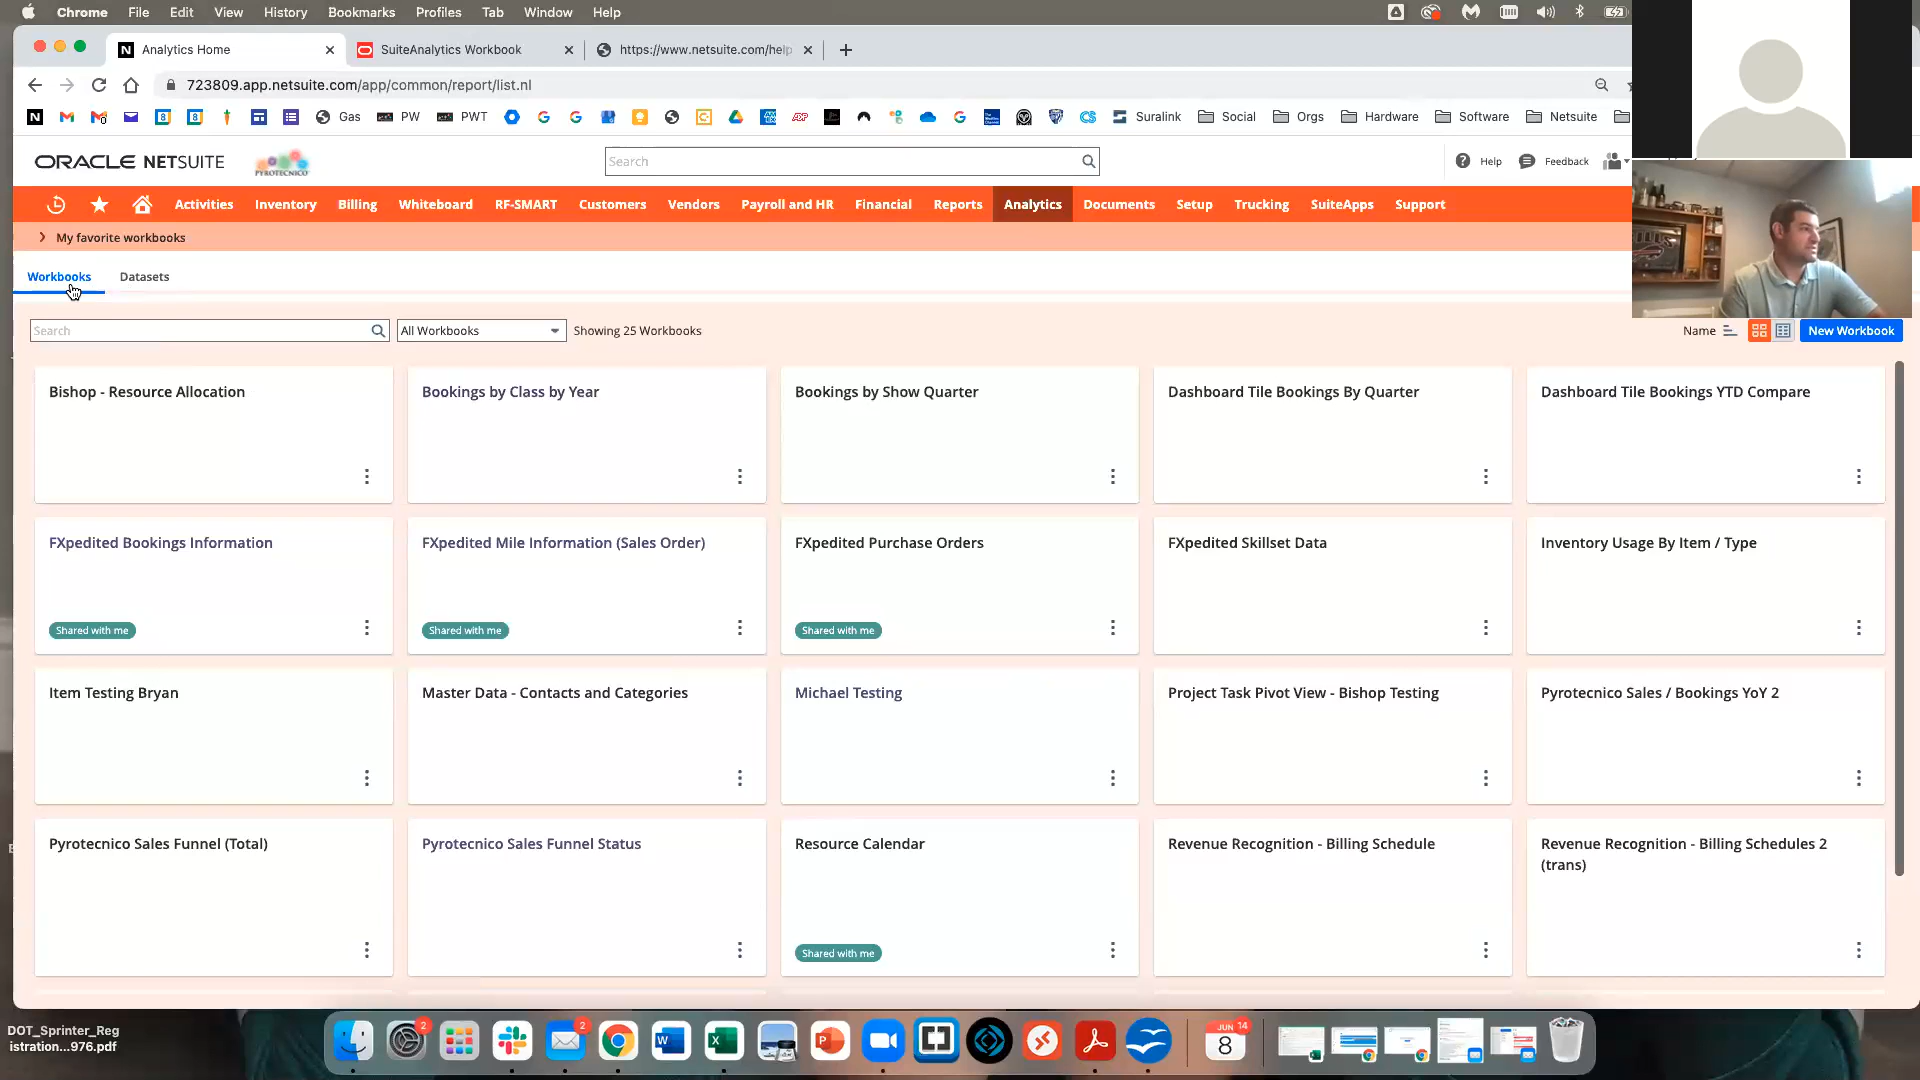 Chrome File Edit View History Bookmarks Profiles Tab Window Help
Analytics Home SuiteAnalytics Workbook https://www.netsuite.com/help
723809.app.netsuite.com/app/common/report/list.nl
Gas PW PWT Suralink Social Orgs Hardware Software Netsuite
ORACLE NETSUITE PYROTECNICO Search Help Feedback
Activities Inventory Billing Whiteboard RF-SMART Customers Vendors Payroll and HR Financial Reports Analytics Documents Setup Trucking SuiteApps Support
My favorite workbooks
Workbooks Datasets
Search All Workbooks Showing 25 Workbooks Name New Workbook
Bishop - Resource Allocation Bookings by Class by Year Bookings by Show Quarter Dashboard Tile Bookings By Quarter Dashboard Tile Bookings YTD Compare
FXpedited Bookings Information FXpedited Mile Information (Sales Order) FXpedited Purchase Orders FXpedited Skillset Data Inventory Usage By Item / Type
Shared with me Shared with me Shared with me
Item Testing Bryan Master Data - Contacts and Categories Michael Testing Project Task Pivot View - Bishop Testing Pyrotecnico Sales / Bookings YoY 2
Pyrotecnico Sales Funnel (Total) Pyrotecnico Sales Funnel Status Resource Calendar Revenue Recognition - Billing Schedule Revenue Recognition - Billing Schedules 2
(trans)
Shared with me
DOT_Sprinter_Reg
istration...976.pdf
2 2 JUN 14
8